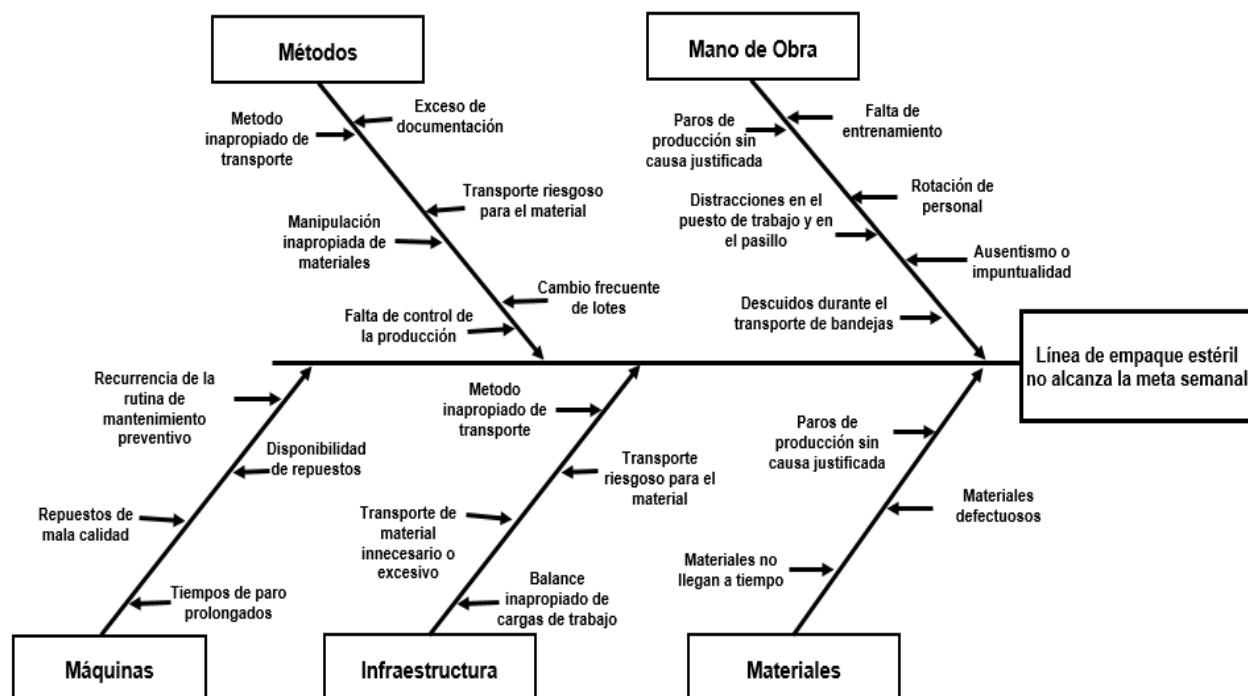 Métodos
Mano de Obra
Metodo
inapropiado de
transporte
Exceso de
documentación
Transporte riesgoso
para el material
Manipulación
inapropiada de
materiales
Cambio frecuente
de lotes
Falta de control de
la producción
Paros de
producción sin
causa justificada
Falta de
entrenamiento
Rotación de
personal
Distracciones en el
puesto de trabajo y en
el pasillo
Ausentismo o
impuntualidad
Descuidos durante el
transporte de bandejas
Línea de empaque estéril
no alcanza la meta semanal
Recurrencia de la
rutina de
mantenimiento
preventivo
Disponibilidad
de repuestos
Repuestos de
mala calidad
Tiempos de paro
prolongados
Metodo
inapropiado de
transporte
Transporte
riesgoso para el
material
Transporte de
material
innecesario o
excesivo
Balance
inapropiado de
cargas de trabajo
Paros de
producción sin
causa justificada
Materiales
defectuosos
Materiales no
llegan a tiempo
Máquinas
Infraestructura
Materiales